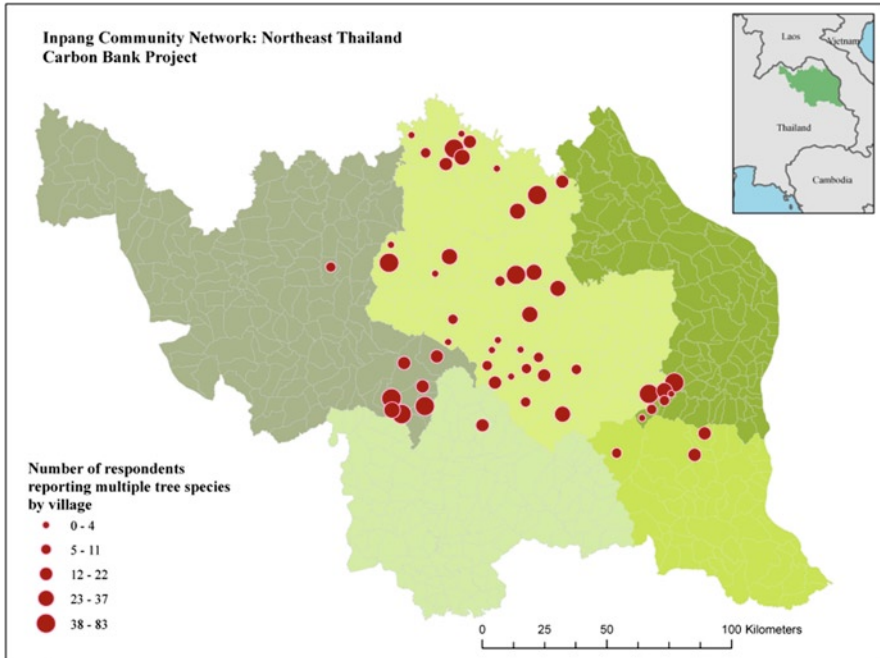 Inpang Community Network: Northeast Thailand
Carbon Bank Project
Laos
Vietnam
Thailand
Cambodia
Number of respondents
reporting multiple tree species
by village
0 - 4
5 - 11
12 - 22
23 - 37
38 - 83
0 25 50 100 Kilometers